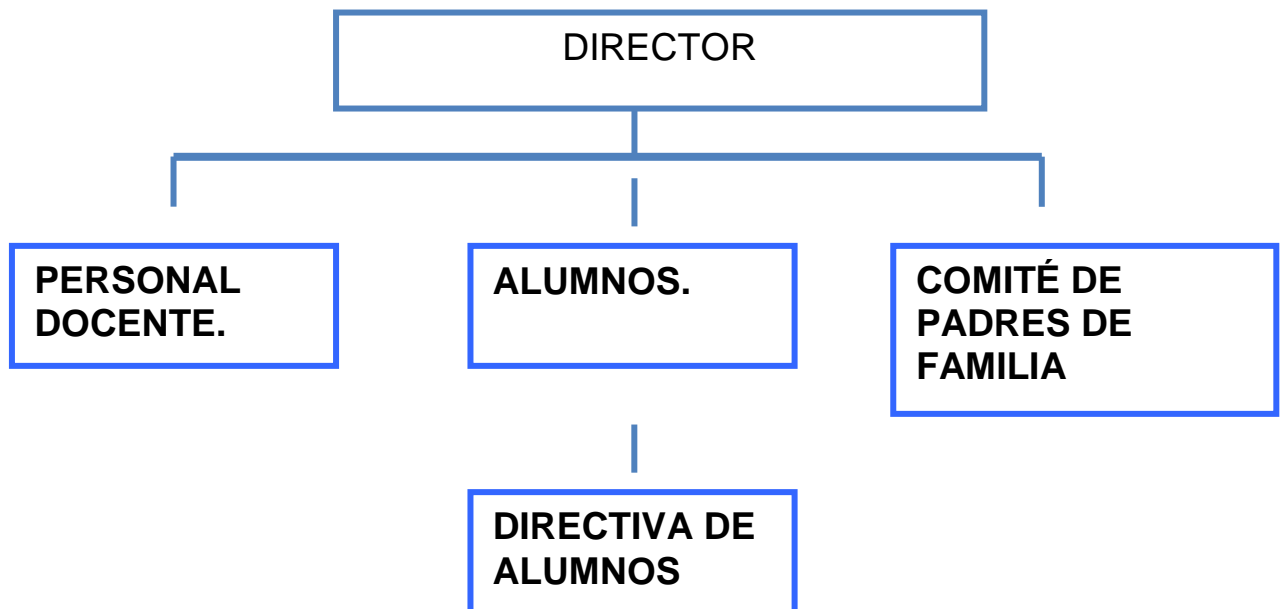 DIRECTOR
PERSONAL
DOCENTE.
ALUMNOS.
COMITÉ DE
PADRES DE
FAMILIA
DIRECTIVA DE
ALUMNOS